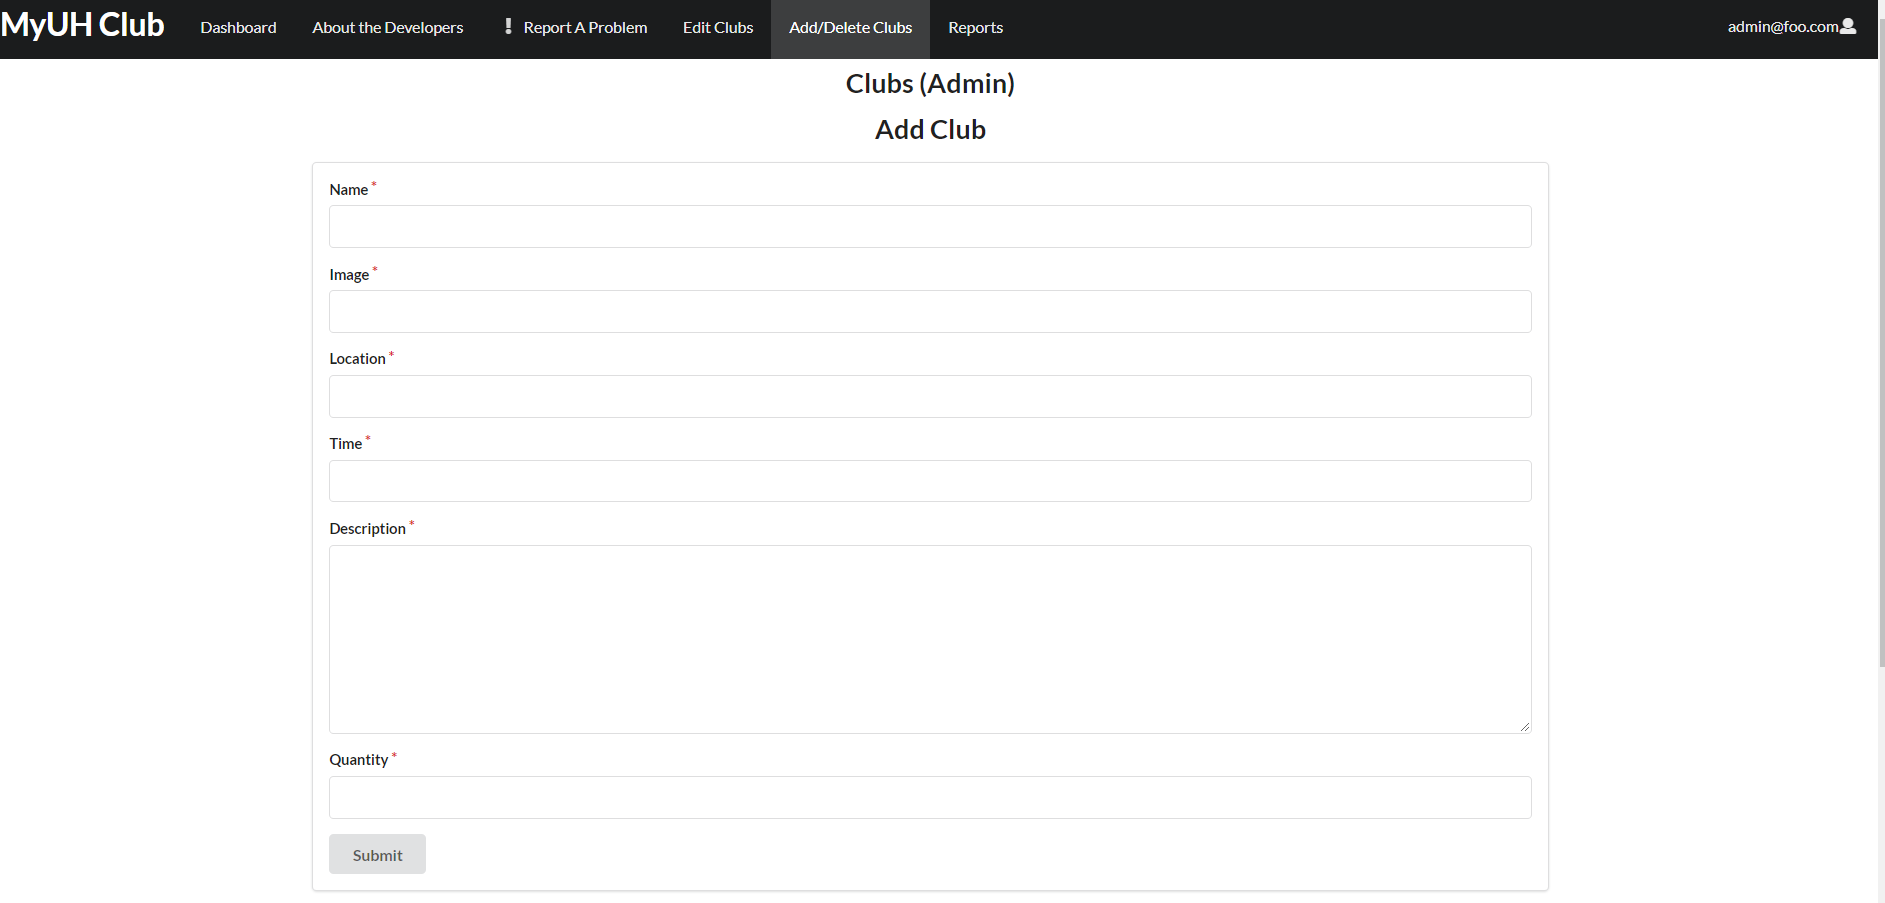 MyUH Club Dashboard About the Developers Report A Problem Edit Clubs Add/Delete Clubs Reports admin@foo.com
Clubs (Admin)
Add Club
Name *
Image *
Location *
Time *
Description *
Quantity *
Submit